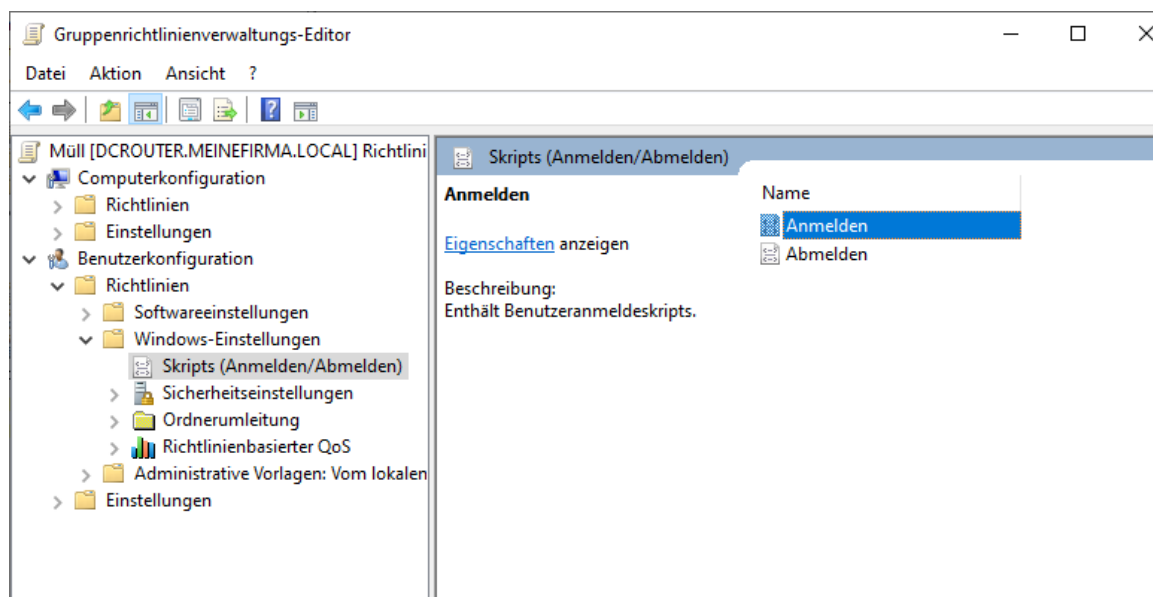 Gruppenrichtlinienverwaltungs-Editor
Datei Aktion Ansicht ?
Müll [DCROUTER.MEINEFIRMA.LOCAL] Richtlini
Computerkonfiguration
Richtlinien
Einstellungen
Benutzerkonfiguration
Richtlinien
Softwareeinstellungen
Windows-Einstellungen
Skripts (Anmelden/Abmelden)
Sicherheitseinstellungen
Ordnerumleitung
Richtlinienbasierter QoS
Administrative Vorlagen: Vom lokalen
Einstellungen
Skripts (Anmelden/Abmelden)
Anmelden
Eigenschaften anzeigen
Beschreibung:
Enthält Benutzeranmeldeskripts.
Name
Anmelden
Abmelden